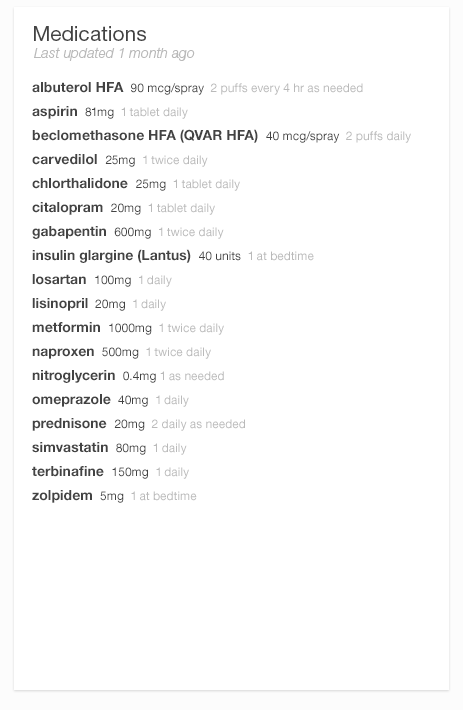 Medications
Last updated 1 month ago
albuterol HFA 90 mcg/spray 2 puffs every 4 hr as needed
aspirin 81mg 1 tablet daily
beclomethasone HFA (QVAR HFA) 40 mcg/spray 2 puffs daily
carvedilol 25mg 1 twice daily
chlorthalidone 25mg 1 tablet daily
citalopram 20mg 1 tablet daily
gabapentin 600mg 1 twice daily
insulin glargine (Lantus) 40 units 1 at bedtime
losartan 100mg 1 daily
lisinopril 20mg 1 daily
metformin 1000mg 1 twice daily
naproxen 500mg 1 twice daily
nitroglycerin 0.4mg 1 as needed
omeprazole 40mg 1 daily
prednisone 20mg 2 daily as needed
simvastatin 80mg 1 daily
terbinafine 150mg 1 daily
zolpidem 5mg 1 at bedtime